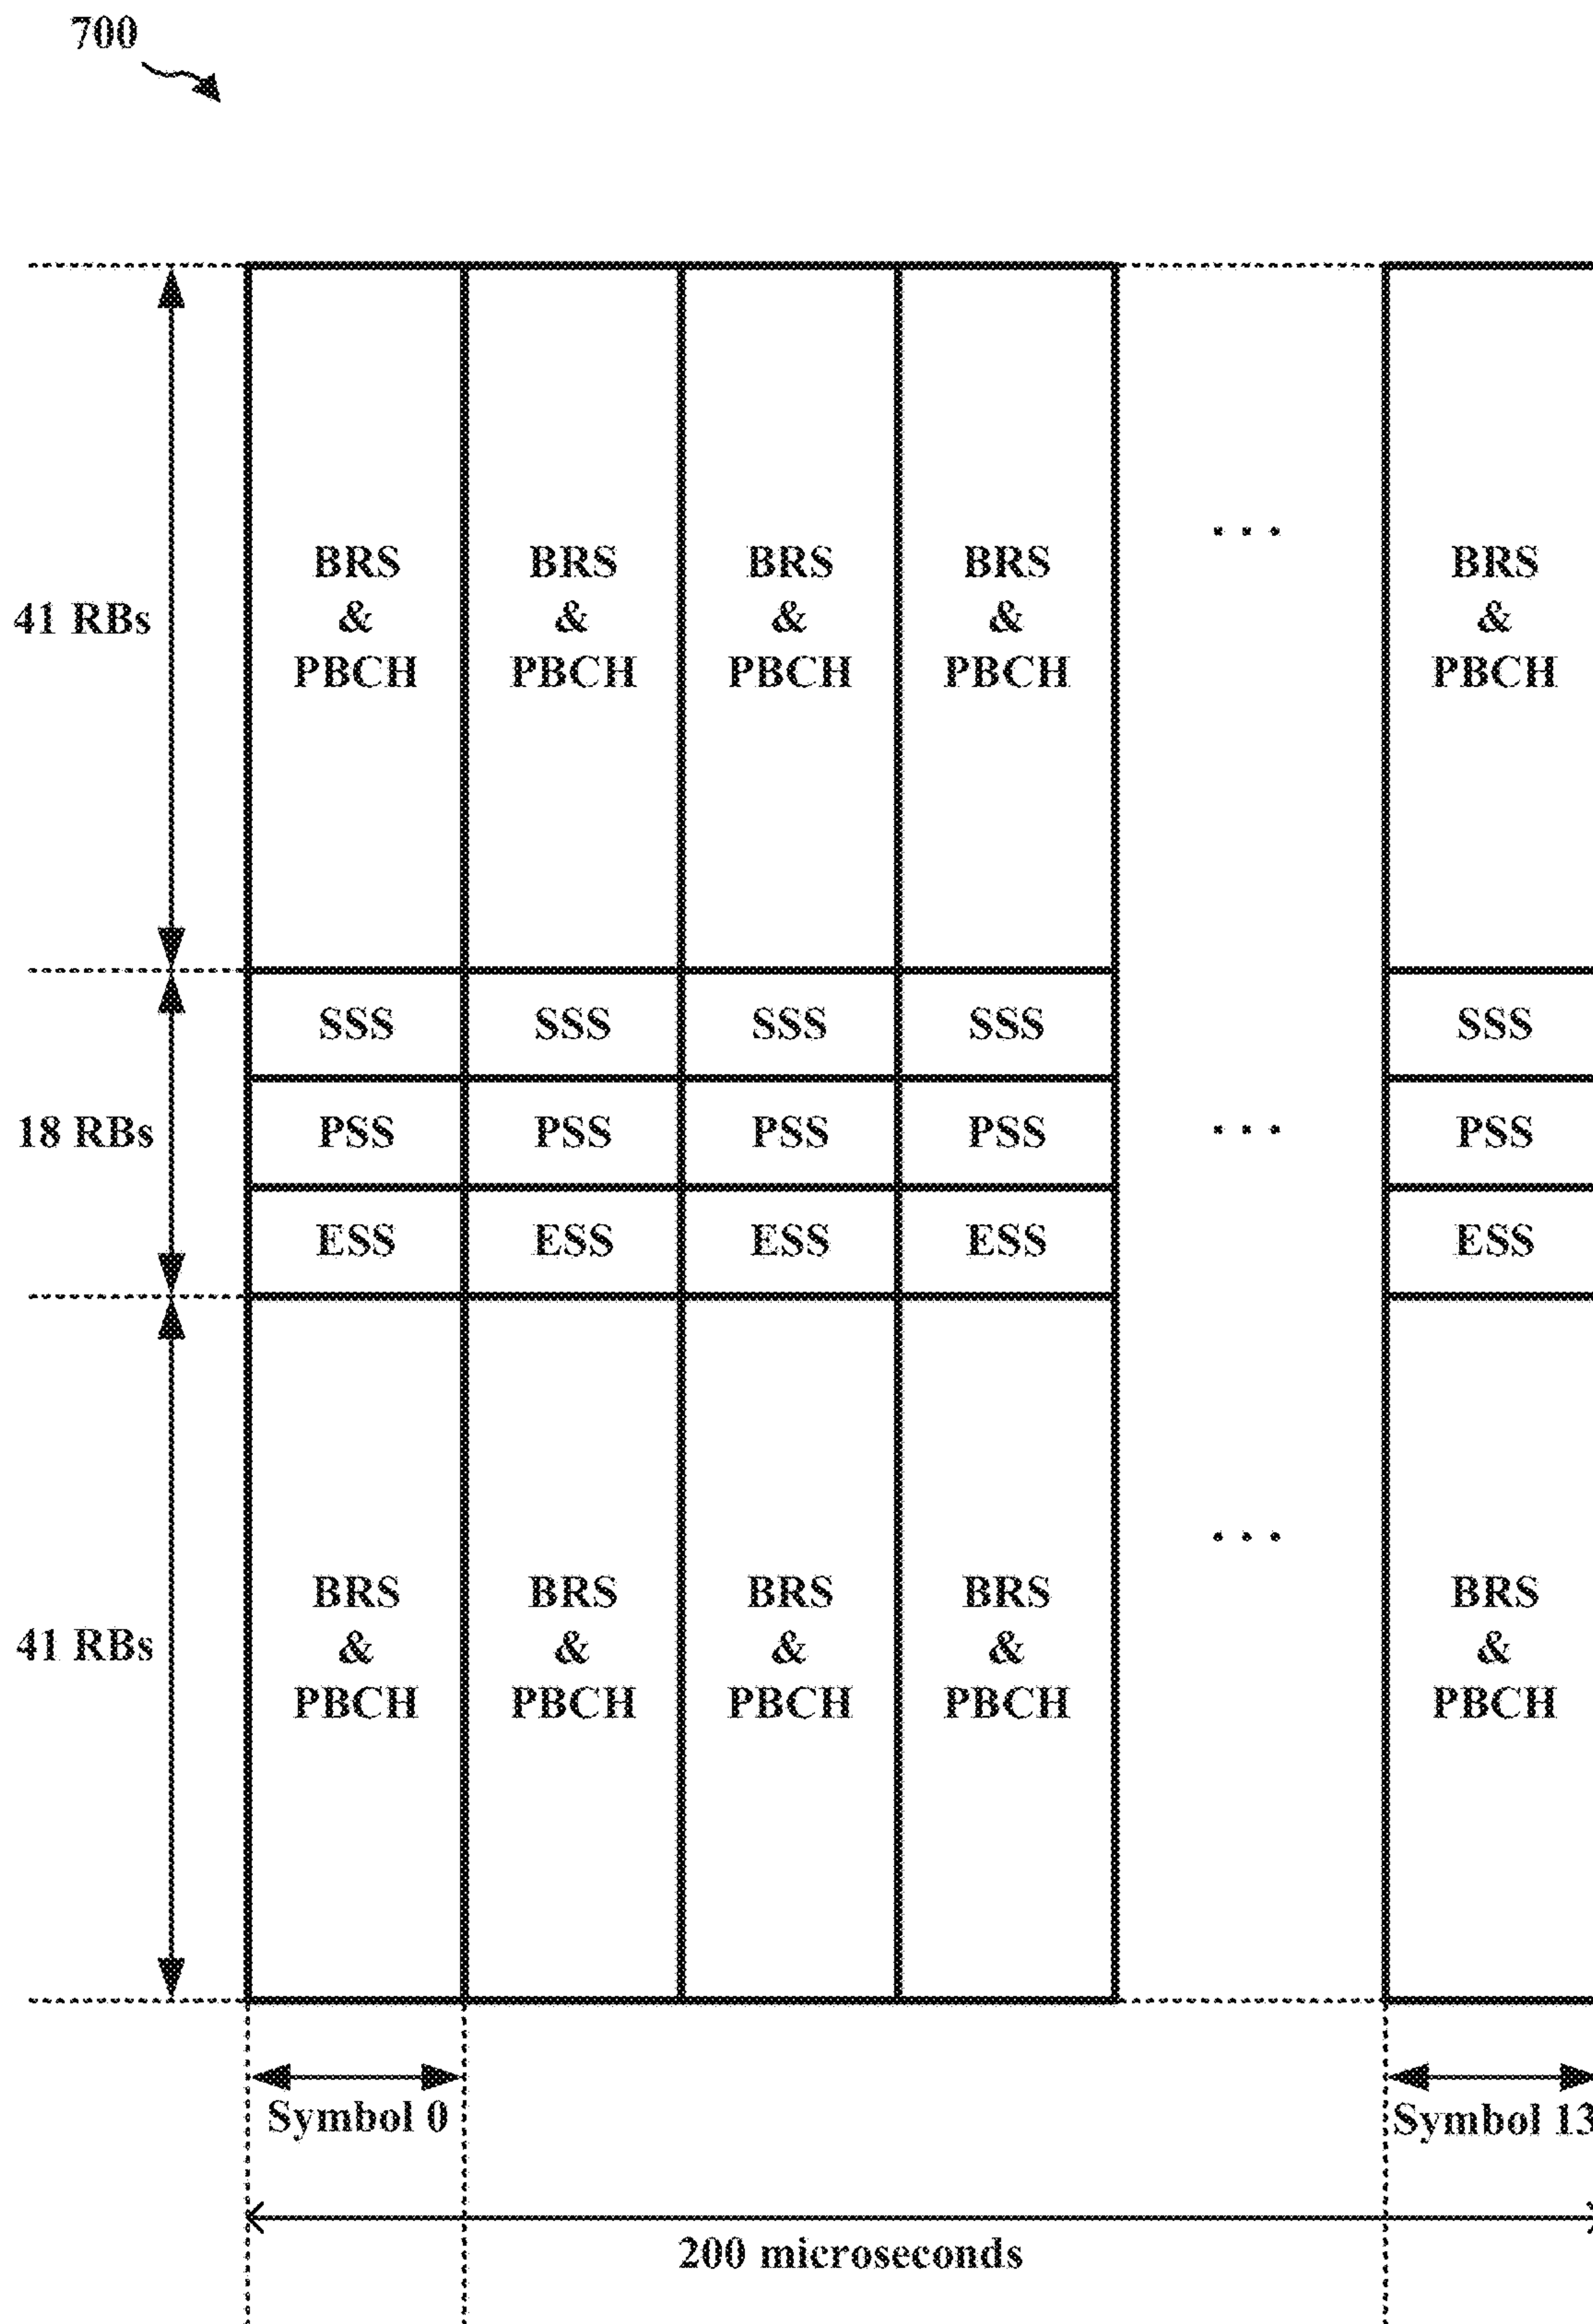 700
BRS BRS BRS BRS BRS
41 RBs & & & & &
PBCH PBCH PBCH PBCH PBCH
SSS SSS SSS SSS SSS
18 RBs PSS PSS PSS PSS PSS
ESS ESS ESS ESS ESS
BRS BRS BRS BRS BRS
41 RBs & & & & &
PBCH PBCH PBCH PBCH PBCH
Symbol 0 Symbol 13
200 microseconds